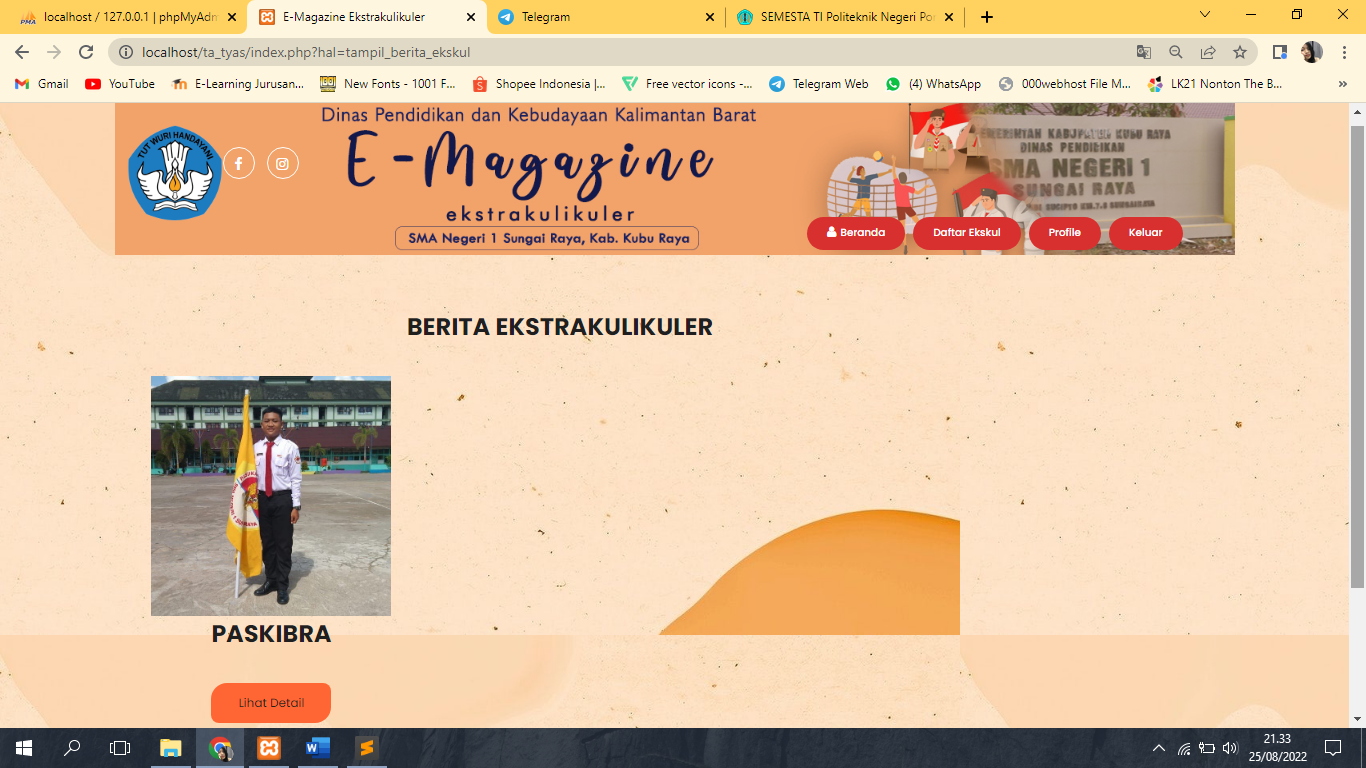 localhost / 127.0.0.1 | phpMyAdm
E-Magazine Ekstrakulikuler
Telegram
SEMESTA TI Politeknik Negeri Po
localhost/ta_tyas/index.php?hal=tampil_berita_ekskul
Gmail
YouTube
E-Learning Jurusan...
New Fonts - 1001 F...
Shopee Indonesia |...
Free vector icons -...
Telegram Web
(4) WhatsApp
000webhost File M...
LK21 Nonton The B...
TUT WURI HANDAYANI
Dinas Pendidikan dan Kebudayaan Kalimantan Barat
E-Magazine
ekstrakulikuler
SMA Negeri 1 Sungai Raya, Kab. Kubu Raya
KUBU RAYA
DINAS PENDIDIKAN
SMA NEGERI 1
SUNGAI RAYA
Beranda
Daftar Ekskul
Profile
Keluar
BERITA EKSTRAKULIKULER
PASKIBRA
Lihat Detail
21.33
25/08/2022